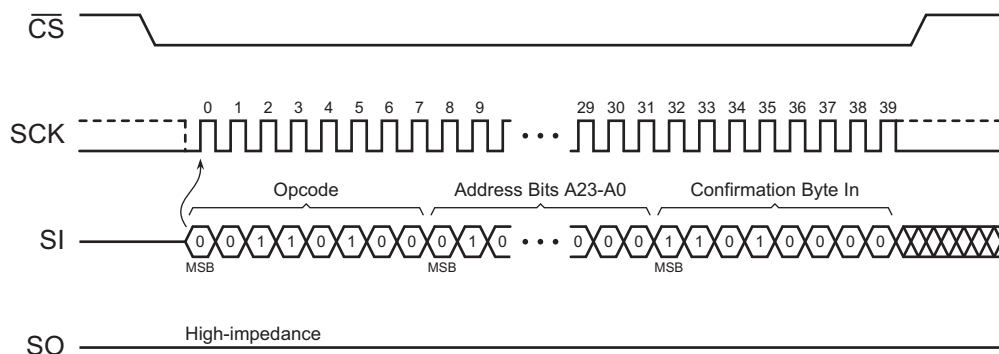 CS
0 1 2 3 4 5 6 7 8 9 29 30 31 32 33 34 35 36 37 38 39
SCK
Opcode Address Bits A23-A0 Confirmation Byte In
SI 0 0 1 1 0 1 0 0 0 1 0 0 0 0 1 1 0 1 0 0 0 0
MSB MSB MSB
High-impedance
SO